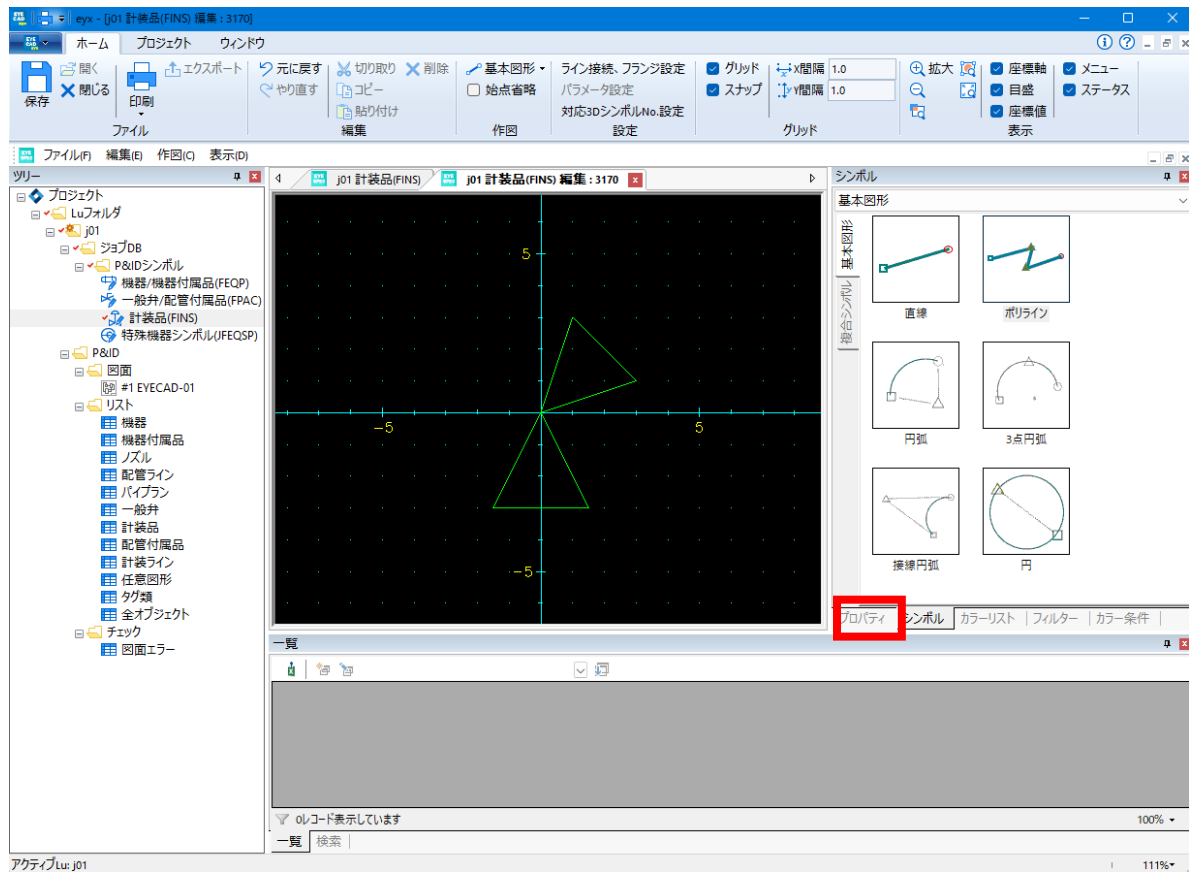 eyx - [j01 計装品(FINS) 編集 : 3170]
ホーム プロジェクト ウィンドウ
保存
開く
閉じる
印刷
エクスポート
ファイル
元に戻す
やり直す
切り取り
削除
コピー
貼り付け
編集
基本図形
始点省略
作図
ライン接続、フランジ設定
パラメータ設定
対応3DシンボルNo.設定
設定
グリッド
スナップ
X間隔 1.0
Y間隔 1.0
グリッド
拡大
座標軸
目盛
座標値
メニュー
ステータス
表示
ファイル(F) 編集(E) 作図(C) 表示(D)
ツリー
プロジェクト
Luフォルダ
j01
ジョブDB
P&IDシンボル
機器/機器付属品(FEQP)
一般弁/配管付属品(FPAC)
計装品(FINS)
特殊機器シンボル(JFEQSP)
P&ID
図面
#1 EYECAD-01
リスト
機器
機器付属品
ノズル
配管ライン
パイプラン
一般弁
計装品
配管付属品
計装ライン
任意図形
タグ類
全オブジェクト
チェック
図面エラー
j01 計装品(FINS)
j01 計装品(FINS) 編集 : 3170
5
-5
5
-5
シンボル
基本図形
基本図形
複合シンボル
直線
ポリライン
円弧
3点円弧
接線円弧
円
プロパティ シンボル カラーリスト フィルター カラー条件
一覧
0レコード表示しています
100%
一覧 検索
アクティブLu: j01
111%